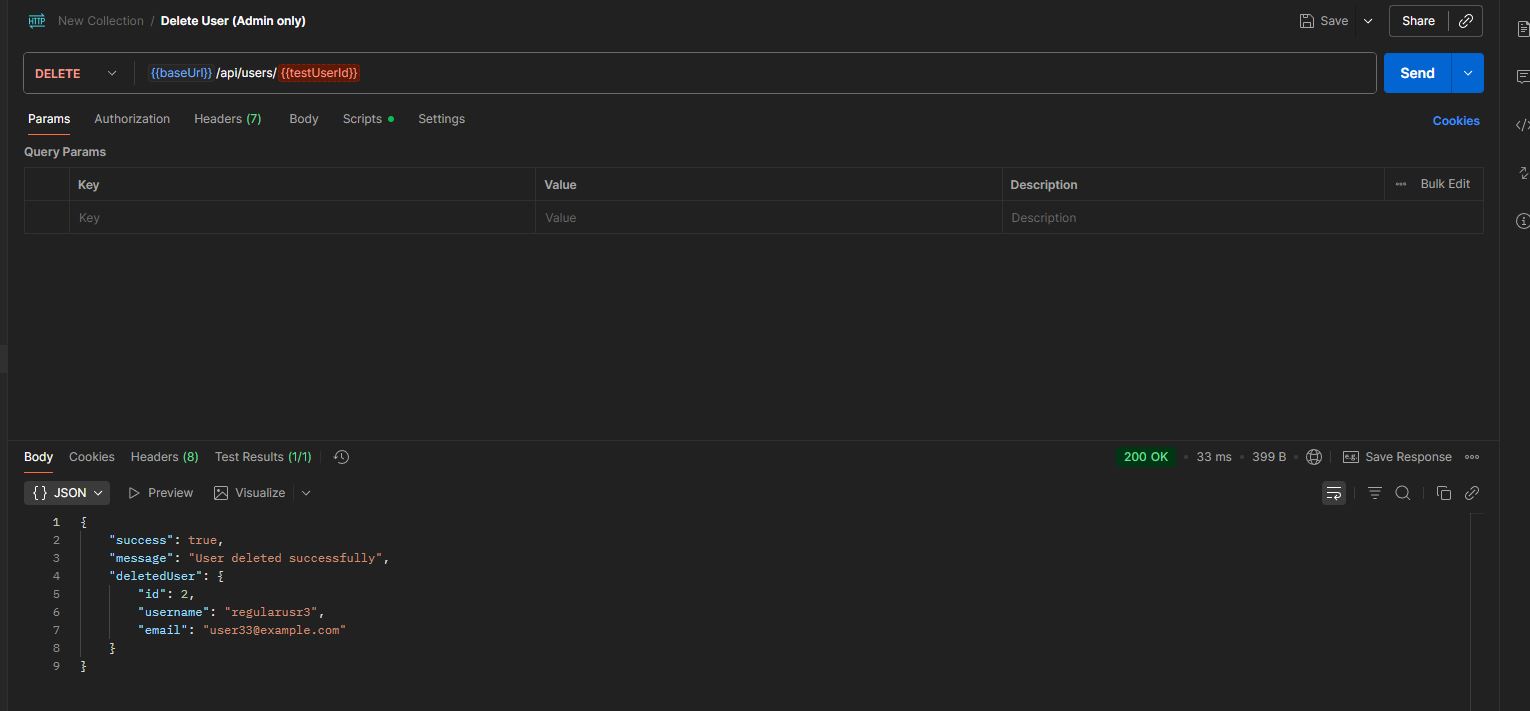 HTTP New Collection / Delete User (Admin only) Save Share
DELETE {{baseUrl}} /api/users/ {{testUserId}} Send
Params Authorization Headers (7) Body Scripts Settings Cookies
Query Params
Key Value Description Bulk Edit
Key Value Description
Body Cookies Headers (8) Test Results (1/1) 200 OK 33 ms 399 B e.g. Save Response
{} JSON Preview Visualize
1 {
2 "success": true,
3 "message": "User deleted successfully",
4 "deletedUser": {
5 "id": 2,
6 "username": "regularusr3",
7 "email": "user33@example.com"
8 }
9 }